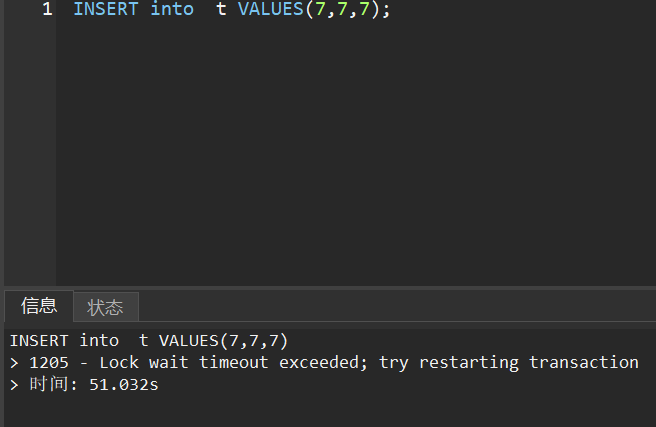 1 INSERT into  t VALUES(7,7,7);
信息 状态
INSERT into  t VALUES(7,7,7)
> 1205 - Lock wait timeout exceeded; try restarting transaction
> 时间: 51.032s